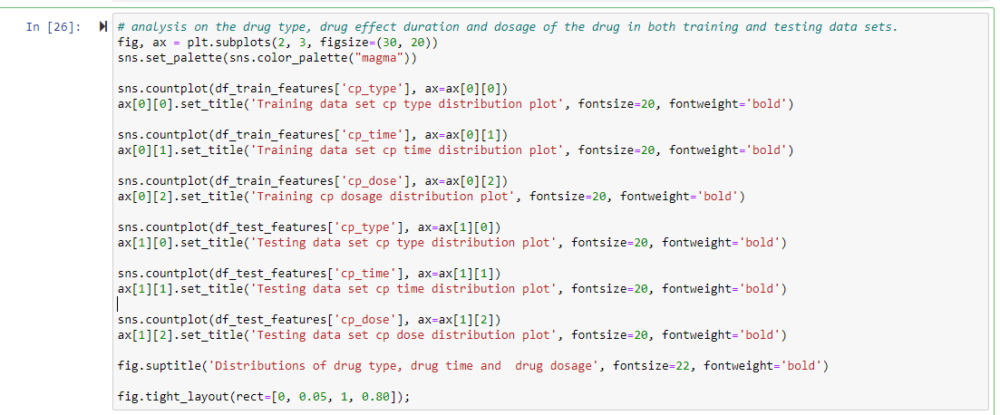 In [26]:
# analysis on the drug type, drug effect duration and dosage of the drug in both training and testing data sets.
fig, ax = plt.subplots(2, 3, figsize=(30, 20))
sns.set_palette(sns.color_palette("magma"))
sns.countplot(df_train_features['cp_type'], ax=ax[0][0])
ax[0][0].set_title('Training data set cp type distribution plot', fontsize=20, fontweight='bold')
sns.countplot(df_train_features['cp_time'], ax=ax[0][1])
ax[0][1].set_title('Training data set cp time distribution plot', fontsize=20, fontweight='bold')
sns.countplot(df_train_features['cp_dose'], ax=ax[0][2])
ax[0][2].set_title('Training cp dosage distribution plot', fontsize=20, fontweight='bold')
sns.countplot(df_test_features['cp_type'], ax=ax[1][0])
ax[1][0].set_title('Testing data set cp type distribution plot', fontsize=20, fontweight='bold')
sns.countplot(df_test_features['cp_time'], ax=ax[1][1])
ax[1][1].set_title('Testing data set cp time distribution plot', fontsize=20, fontweight='bold')
sns.countplot(df_test_features['cp_dose'], ax=ax[1][2])
ax[1][2].set_title('Testing data set cp dose distribution plot', fontsize=20, fontweight='bold')
fig.suptitle('Distributions of drug type, drug time and  drug dosage', fontsize=22, fontweight='bold')
fig.tight_layout(rect=[0, 0.05, 1, 0.80]);